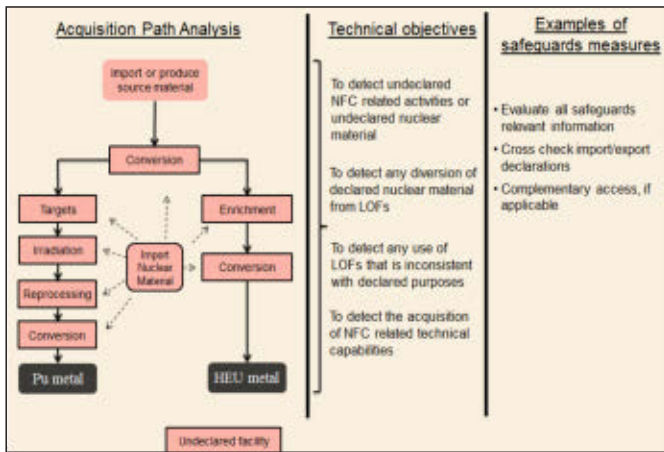 Acquisition Path Analysis
Import or produce
source material
Conversion
Targets
Enrichment
Irradiation
Import
Nuclear
Material
Conversion
Reprocessing
Conversion
Pu metal
HEU metal
Undeclared facility
Technical objectives
To detect undeclared
NFC related activities or
undeclared nuclear
material
To detect any diversion of
declared nuclear material
from LOFs
To detect any use of
LOFs that is inconsistent
with declared purposes
To detect the acquisition
of NFC related technical
capabilities
Examples of
safeguards measures
• Evaluate all safeguards
relevant information
• Cross check import/export
declarations
• Complementary access, if
applicable